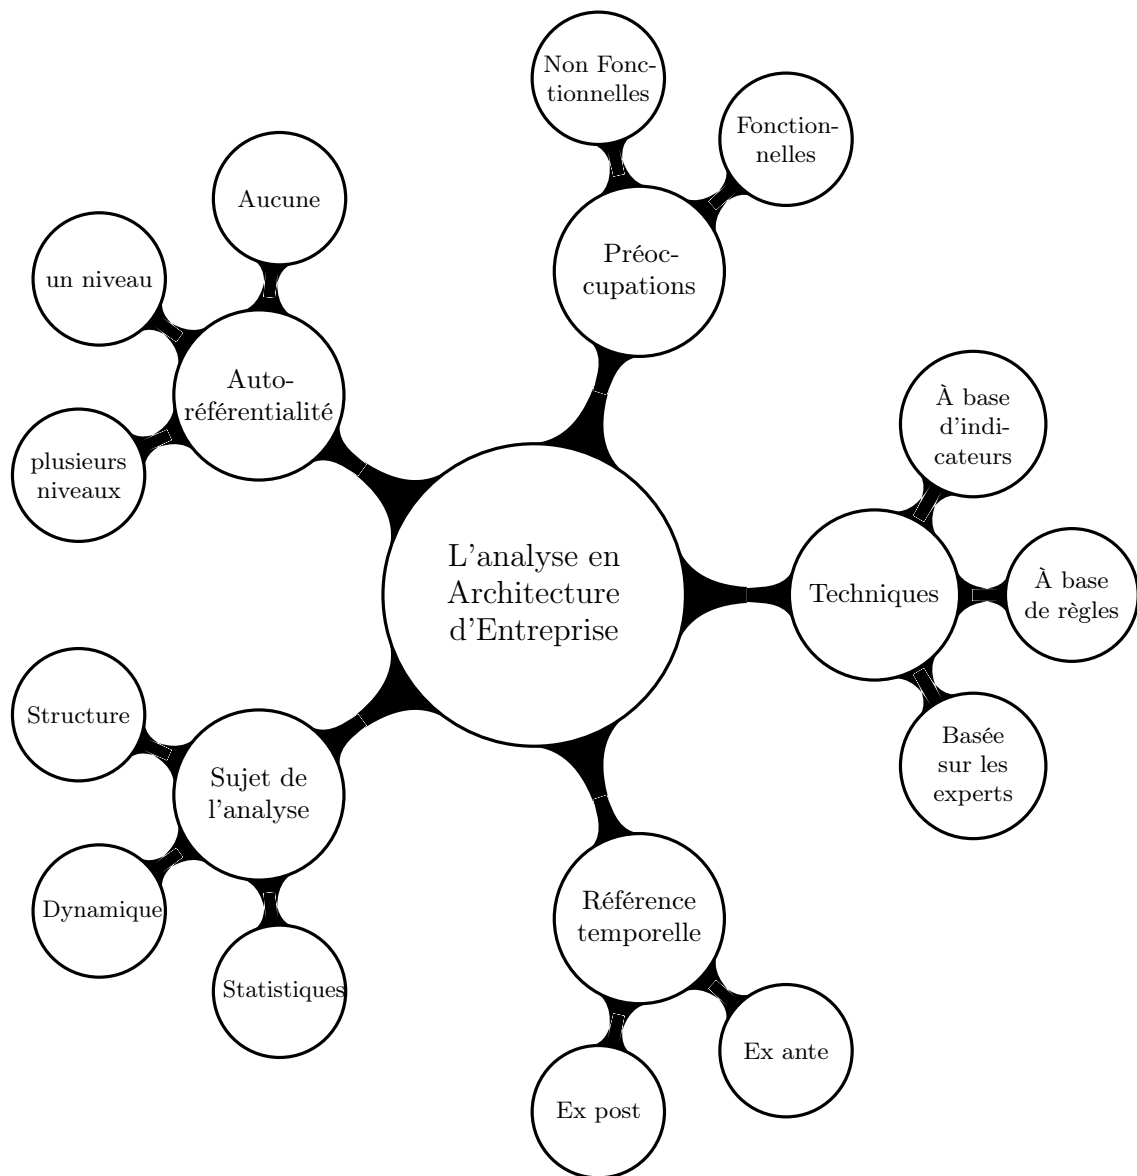 Non Fonc-
tionnelles
Fonction-
nelles
Préoc-
cupations
Aucune
un niveau
Auto-
référentialité
plusieurs
niveaux
À base
d'indi-
cateurs
L'analyse en
Architecture
d'Entreprise
Techniques
À base
de règles
Basée
sur les
experts
Structure
Sujet de
l'analyse
Dynamique
Statistiques
Référence
temporelle
Ex ante
Ex post